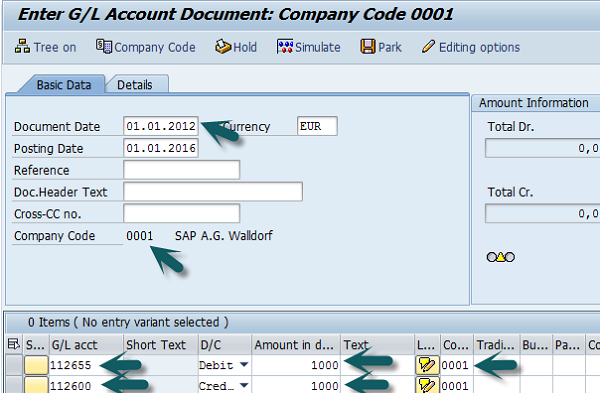 Enter G/L Account Document: Company Code 0001
Tree on Company Code Hold Simulate Park Editing options
Basic Data Details
Amount Information
Document Date 01.01.2012 Currency EUR
Total Dr.
Posting Date 01.01.2016
0,0
Reference
Doc.Header Text
Total Cr.
Cross-CC no.
0,0
Company Code 0001 SAP A.G. Walldorf
0 Items ( No entry variant selected )
S... G/L acct Short Text D/C Amount in d... Text L... Co... Tradi... Bu... Pa... Co
112655 Debit 1000 0001
112600 Cred… 1000 0001